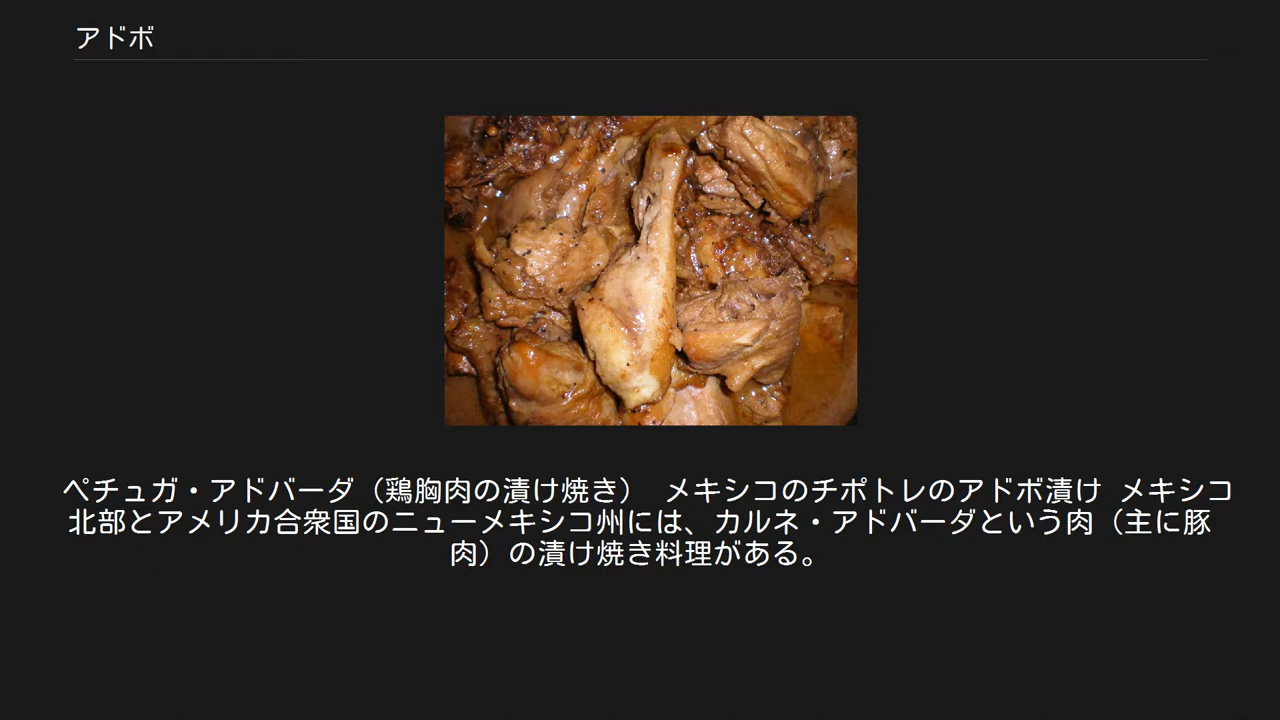 アドボ
ペチュガ・アドバーダ（鶏胸肉の漬け焼き） メキシコのチポトレのアドボ漬け メキシコ
北部とアメリカ合衆国のニューメキシコ州には、カルネ・アドバーダという肉（主に豚
肉）の漬け焼き料理がある。